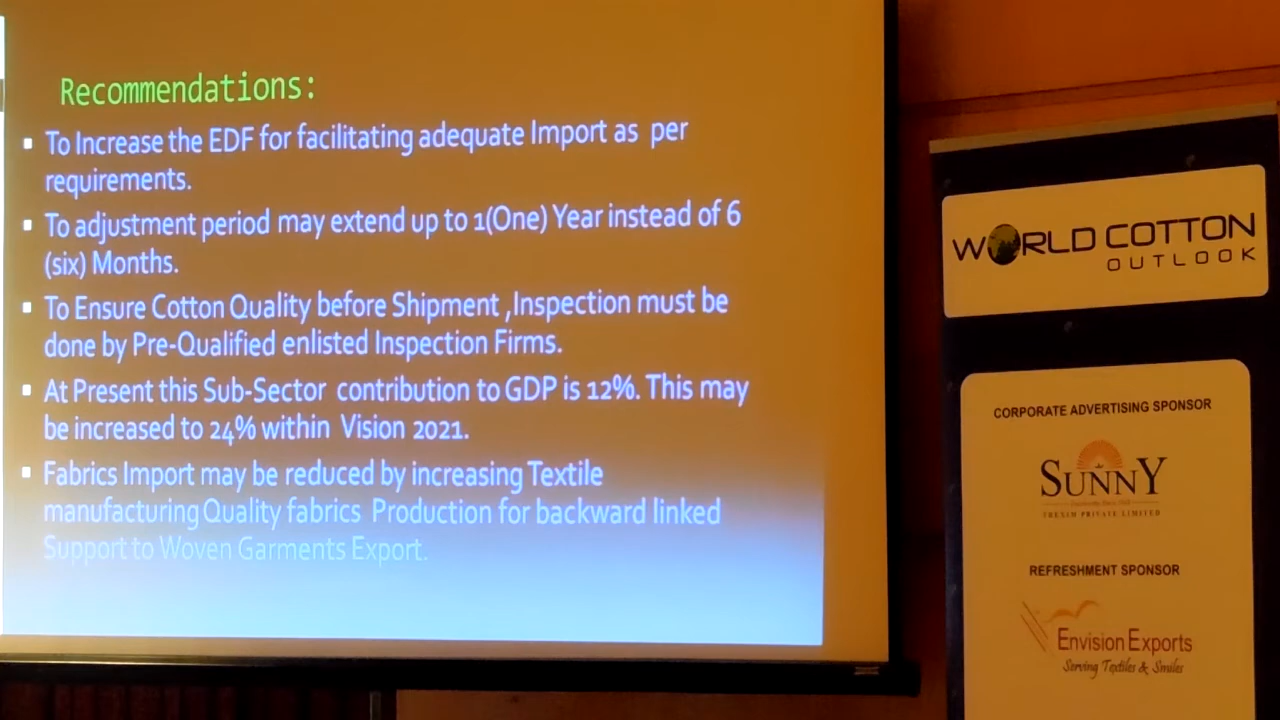 Recommendations:
To Increase the EDF for facilitating adequate Import as per
requirements.
To adjustment period may extend up to 1(One) Year instead of 6
(six) Months.
To Ensure Cotton Quality before Shipment ,Inspection must be
done by Pre-Qualified enlisted Inspection Firms.
At Present this Sub-Sector contribution to GDP is 12%. This may
be increased to 24% within Vision 2021.
Fabrics Import may be reduced by increasing Textile
manufacturing Quality fabrics Production for backward linked
Support to Woven Garments Export.
WORLD COTTON
OUTLOOK
CORPORATE ADVERTISING SPONSOR
SUNNY
TREXIM PRIVATE LIMITED
REFRESHMENT SPONSOR
Envision Exports
Serving Textiles & Smiles